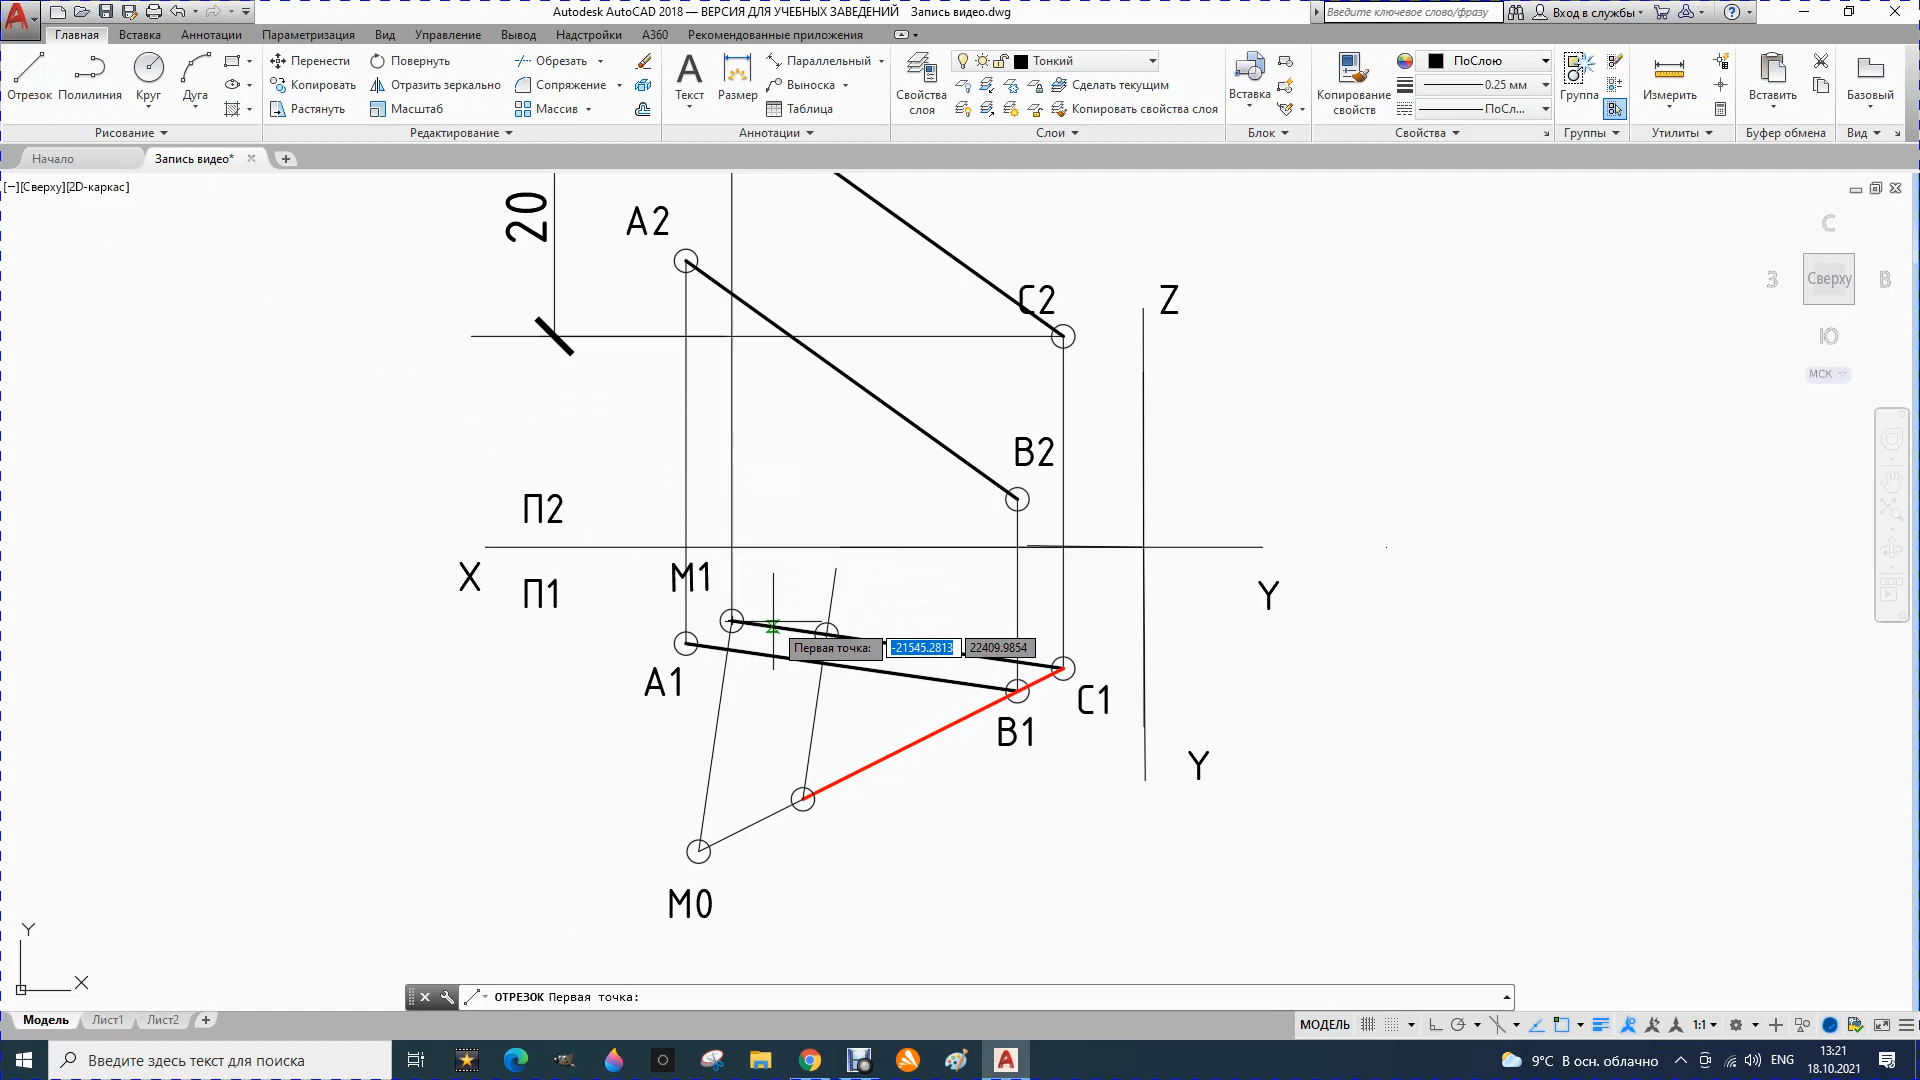 Autodesk AutoCAD 2018 — ВЕРСИЯ ДЛЯ УЧЕБНЫХ ЗАВЕДЕНИЙ Запись видео.dwg
Введите ключевое слово/фразу
Вход в службы
Главная Вставка Аннотации Параметризация Вид Управление Вывод Надстройки A360 Рекомендованные приложения
Отрезок Полилиния Круг Дуга
Перенести Повернуть Обрезать
Копировать Отразить зеркально Сопряжение
Растянуть Масштаб Массив
Текст Размер
Параллельный
Выноска
Таблица
Свойства слоя
Тонкий
Сделать текущим
Копировать свойства слоя
Вставка
Копирование свойств
ПоСлою
0.25 мм
ПоСл...
Группа
Измерить
Вставить
Базовый
Рисование Редактирование Аннотации Слои Блок Свойства Группы Утилиты Буфер обмена Вид
Начало Запись видео*
[−][Сверху][2D-каркас]
С
З Сверху В
Ю
МСК
20
A2
C2
Z
B2
П2
X
П1
M1
Y
Первая точка: -21545.2813 22409.9854
A1
C1
B1
Y
M0
Y
X
ОТРЕЗОК Первая точка:
Модель Лист1 Лист2
МОДЕЛЬ
1:1
Введите здесь текст для поиска
9°C В осн. облачно
ENG
13:21
18.10.2021